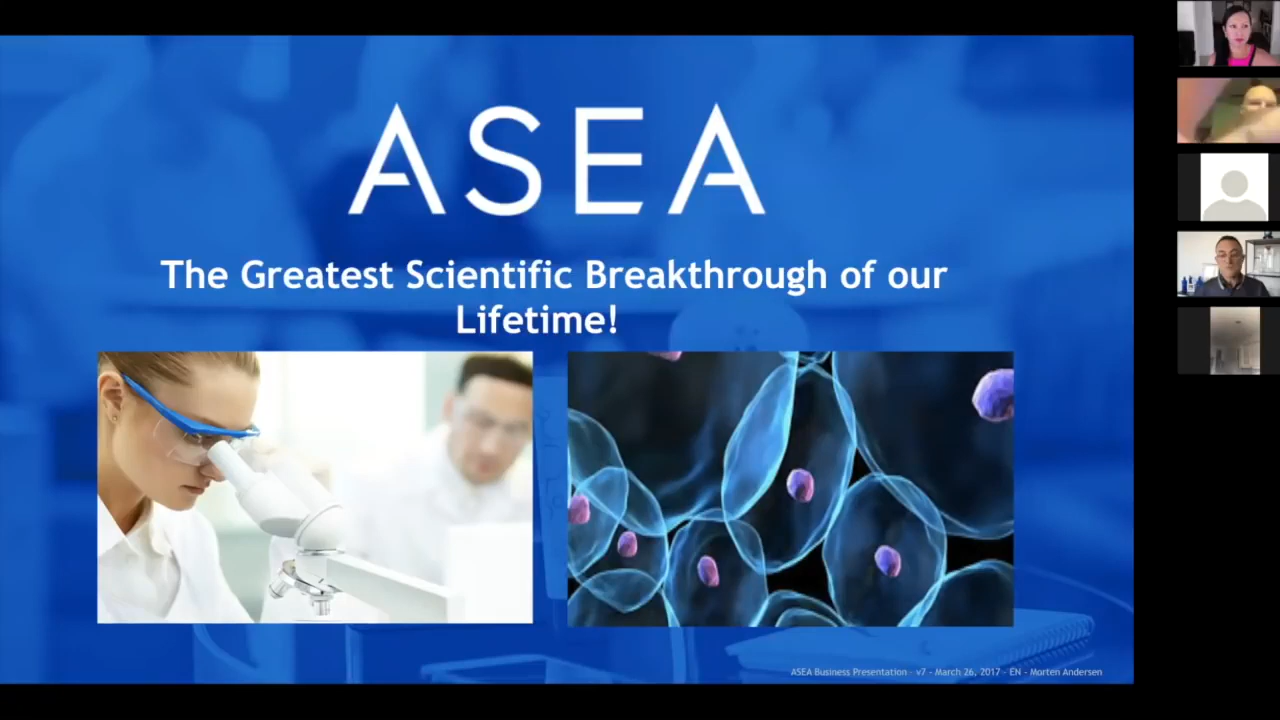 ASEA
The Greatest Scientific Breakthrough of our
Lifetime!
ASEA Business Presentation - v7 - March 26, 2017 - EN - Morten Andersen